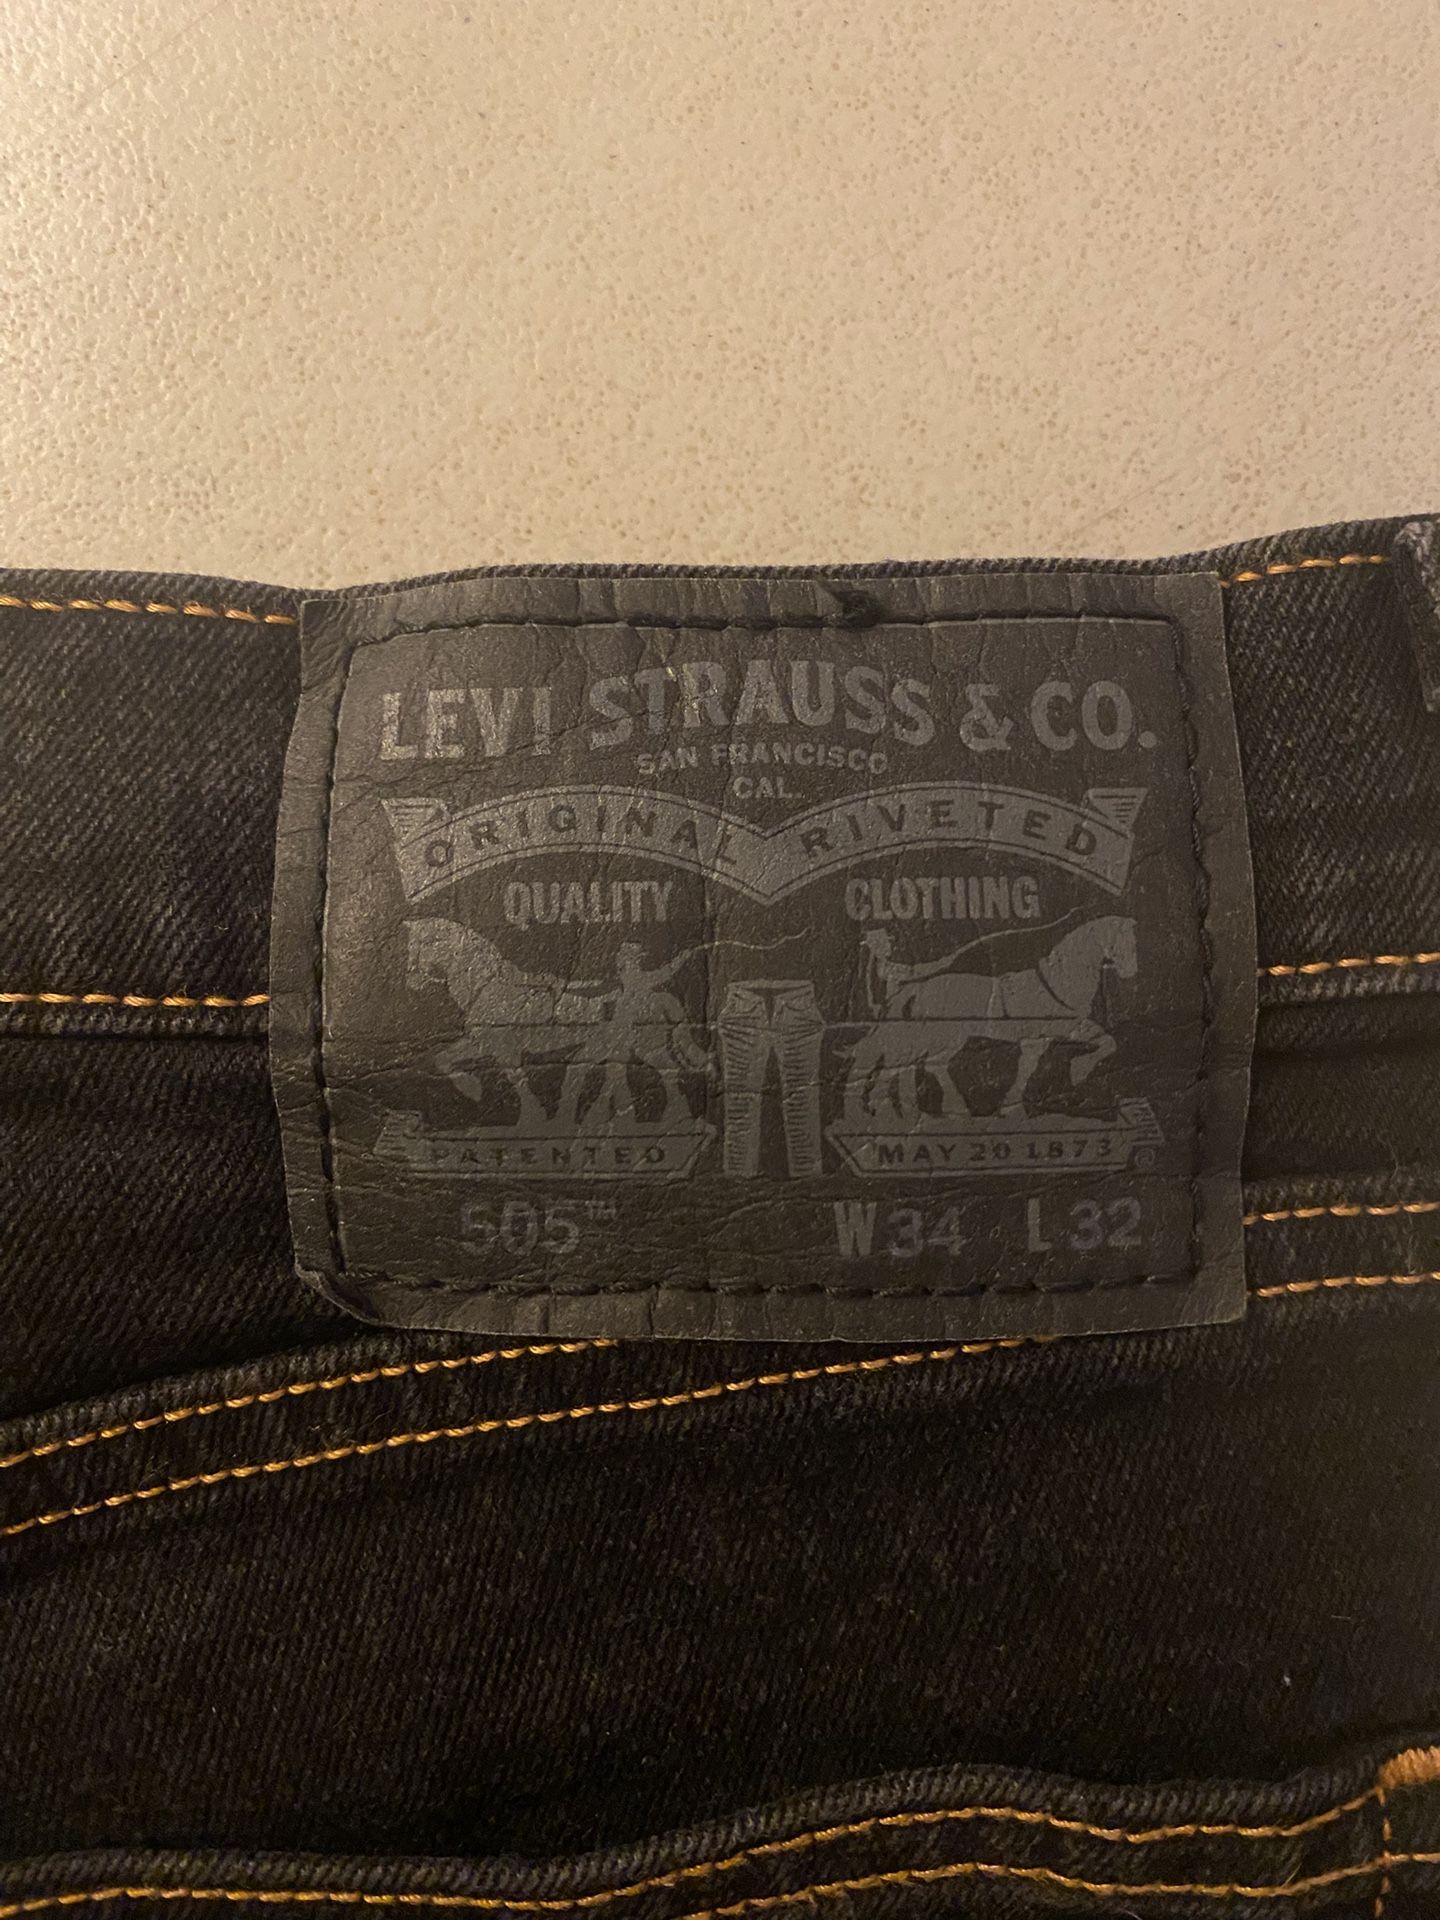 LEVI STRAUSS & CO.
SAN FRANCISCO
CAL.
ORIGINAL RIVETED
QUALITY CLOTHING
PATENTED MAY 20 1873 ®
505™ W34 L32